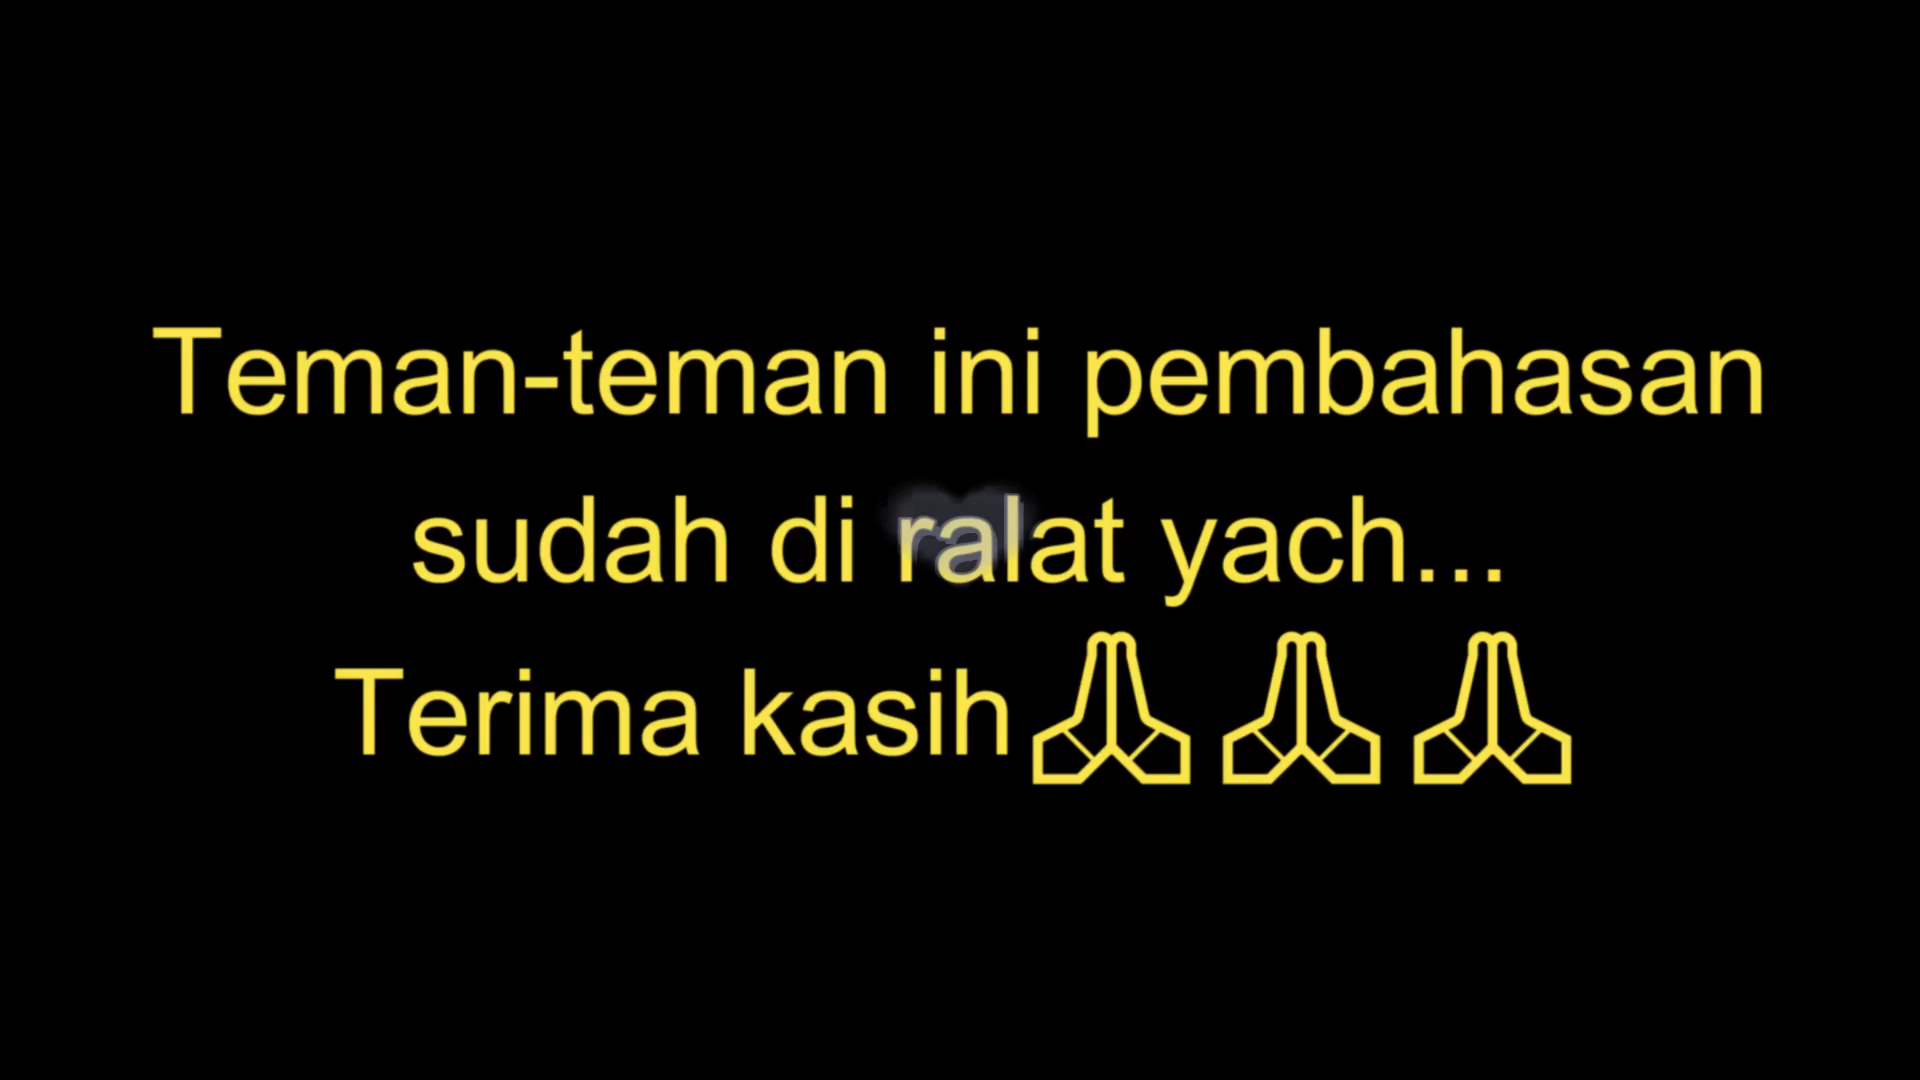 Teman-teman ini pembahasan
sudah di ralat yach...
Terima kasih🙏🙏🙏